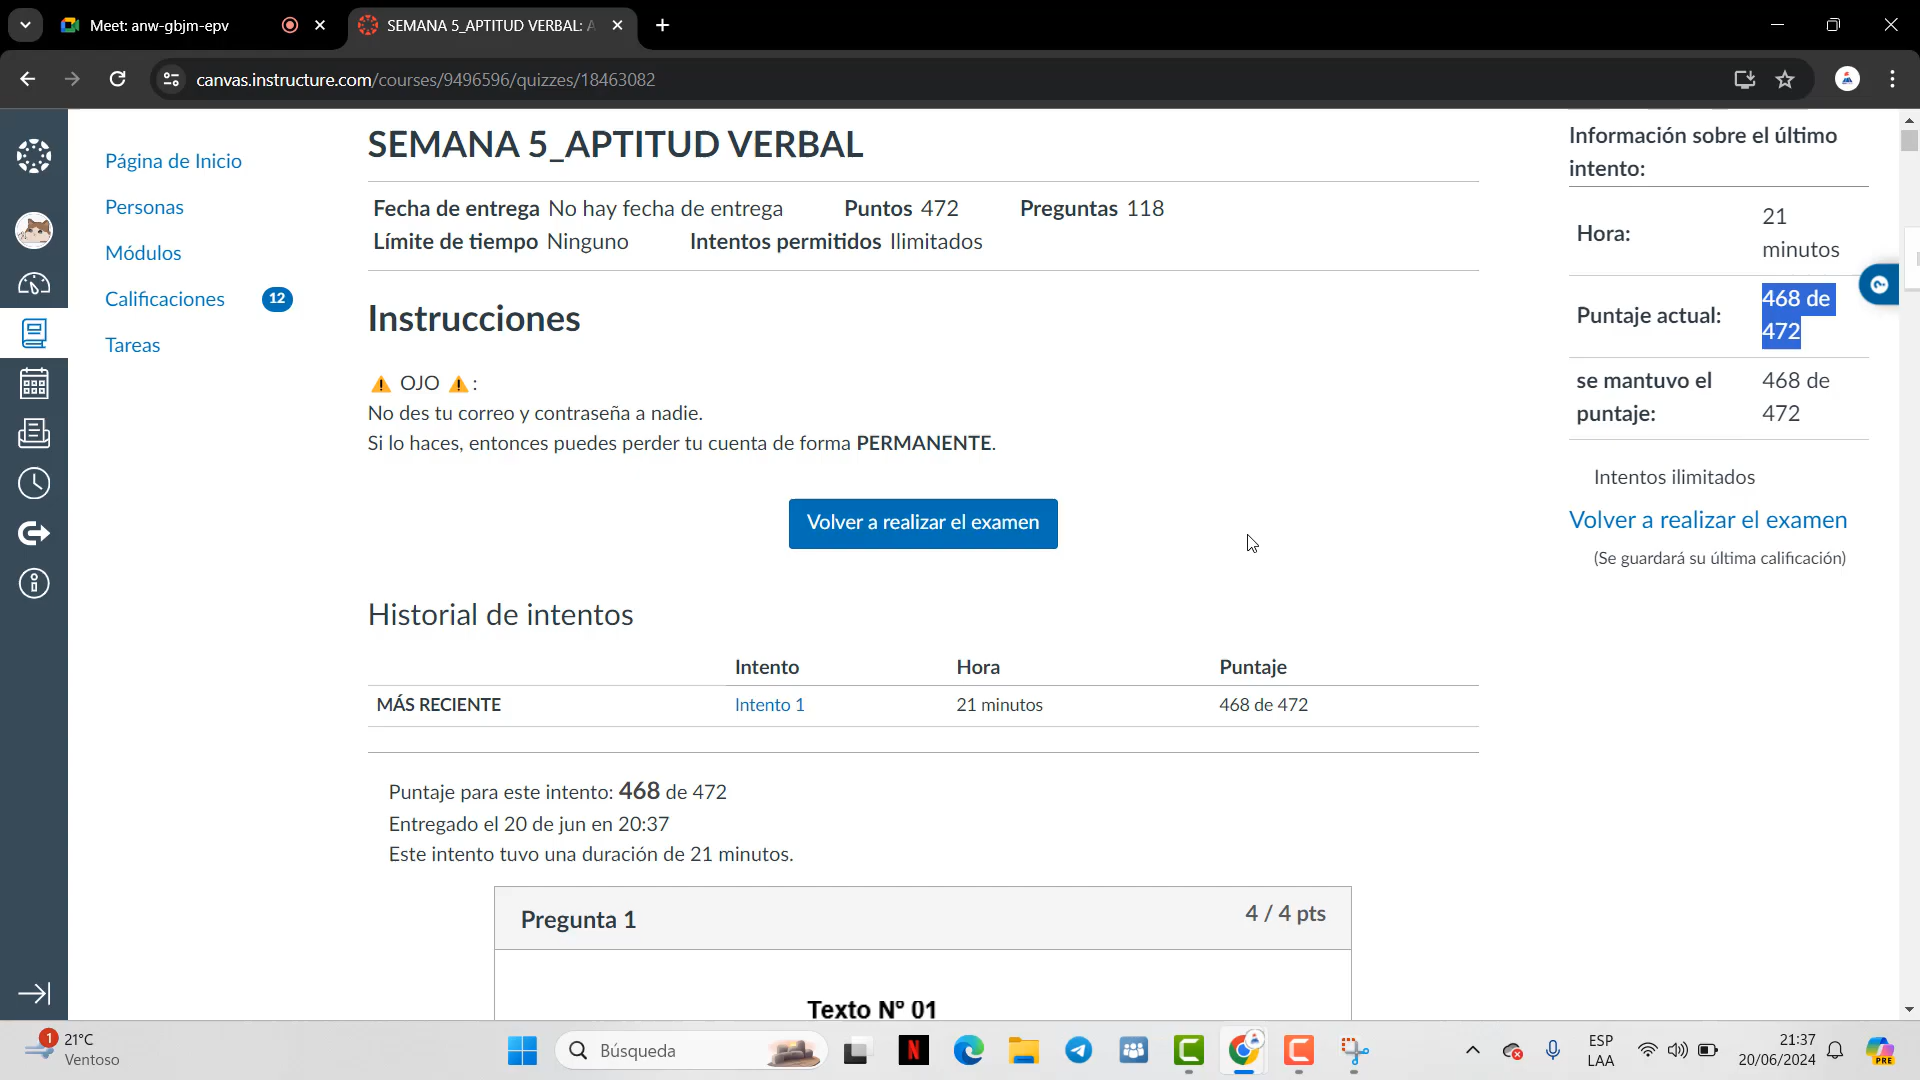 Meet: anw-gbjm-epv
SEMANA 5_APTITUD VERBAL: A
canvas.instructure.com/courses/9496596/quizzes/18463082
Página de Inicio
Personas
Módulos
Calificaciones 12
Tareas
SEMANA 5_APTITUD VERBAL
Fecha de entrega No hay fecha de entrega Puntos 472 Preguntas 118
Límite de tiempo Ninguno Intentos permitidos Ilimitados
Instrucciones
⚠️ OJO ⚠️:
No des tu correo y contraseña a nadie.
Si lo haces, entonces puedes perder tu cuenta de forma PERMANENTE.
Volver a realizar el examen
Historial de intentos
Intento Hora Puntaje
MÁS RECIENTE Intento 1 21 minutos 468 de 472
Puntaje para este intento: 468 de 472
Entregado el 20 de jun en 20:37
Este intento tuvo una duración de 21 minutos.
Pregunta 1 4 / 4 pts
Texto N° 01
Información sobre el último
intento:
Hora: 21
minutos
Puntaje actual: 468 de
472
se mantuvo el 468 de
puntaje: 472
Intentos ilimitados
Volver a realizar el examen
(Se guardará su última calificación)
1
21°C
Ventoso
Búsqueda
ESP
LAA
21:37
20/06/2024
PRE